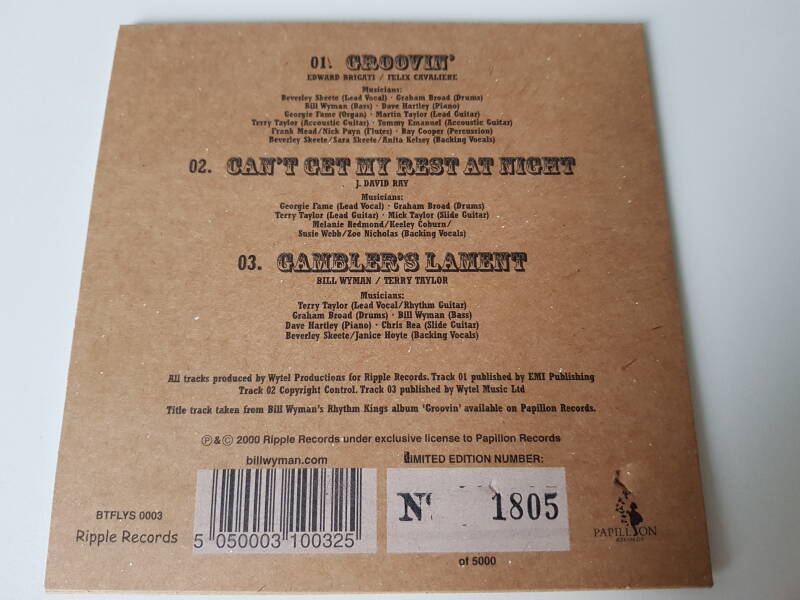 01. GROOVIN'
EDWARD BRIGATI / FELIX CAVALIERE
Musicians:
Beverley Skeete (Lead Vocal) · Graham Broad (Drums)
Bill Wyman (Bass) · Dave Hartley (Piano)
Georgie Fame (Organ) · Martin Taylor (Lead Guitar)
Terry Taylor (Accoustic Guitar) · Tommy Emanuel (Accoustic Guitar)
Frank Mead/Nick Payn (Flutes) · Ray Cooper (Percussion)
Beverley Skeete/Sara Skeete/Anita Kelsey (Backing Vocals)
02. CAN'T GET MY REST AT NIGHT
J. DAVID RAY
Musicians:
Georgie Fame (Lead Vocal) · Graham Broad (Drums)
Terry Taylor (Lead Guitar) · Mick Taylor (Slide Guitar)
Melanie Redmond/Keeley Coburn/
Susie Webb/Zoe Nicholas (Backing Vocals)
03. GAMBLER'S LAMENT
BILL WYMAN / TERRY TAYLOR
Musicians:
Terry Taylor (Lead Vocal/Rhythm Guitar)
Graham Broad (Drums) · Bill Wyman (Bass)
Dave Hartley (Piano) · Chris Rea (Slide Guitar)
Beverley Skeete/Janice Hoyte (Backing Vocals)
All tracks produced by Wytel Productions for Ripple Records. Track 01 published by EMI Publishing
Track 02 Copyright Control. Track 03 published by Wytel Music Ltd
Title track taken from Bill Wyman's Rhythm Kings album 'Groovin' available on Papillon Records.
℗&© 2000 Ripple Records under exclusive license to Papillon Records
billwyman.com
LIMITED EDITION NUMBER:
BTFLYS 0003
Ripple Records
5 050003 100325
Nº 1805
of 5000
PAPILLON
RECORDS